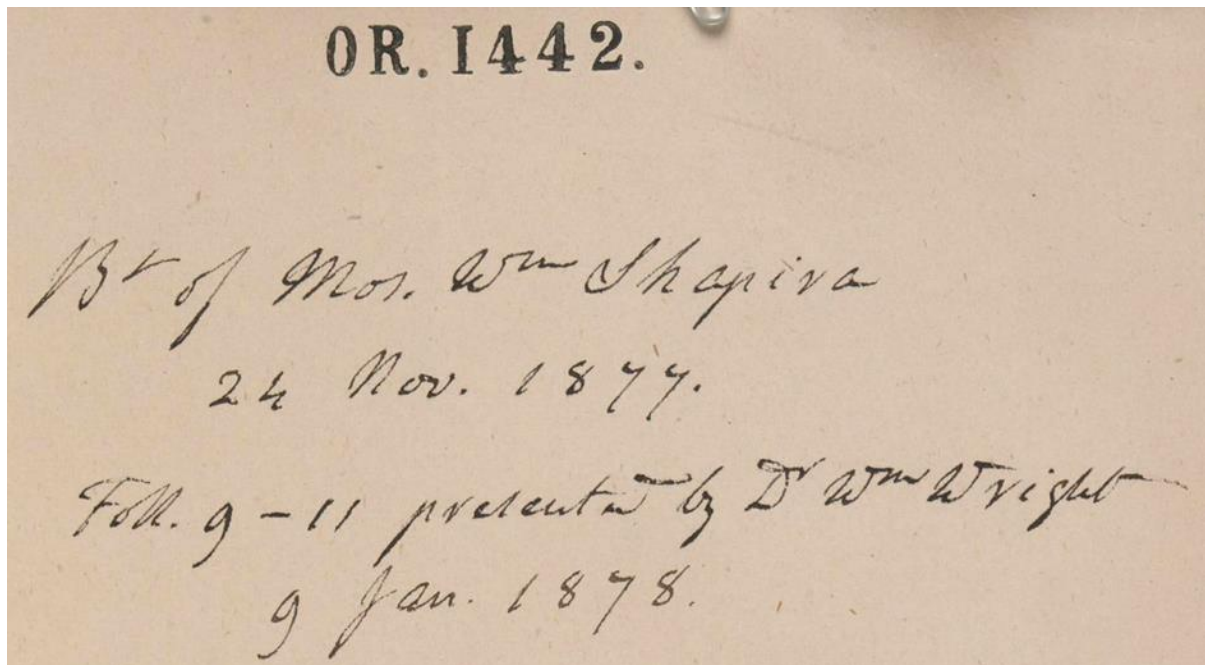 OR. 1442.
Bt of Mos. Wm Shapira
24 Nov. 1877.
Foll. 9 - 11 presented by Dr Wm Wright
9 Jan. 1878.